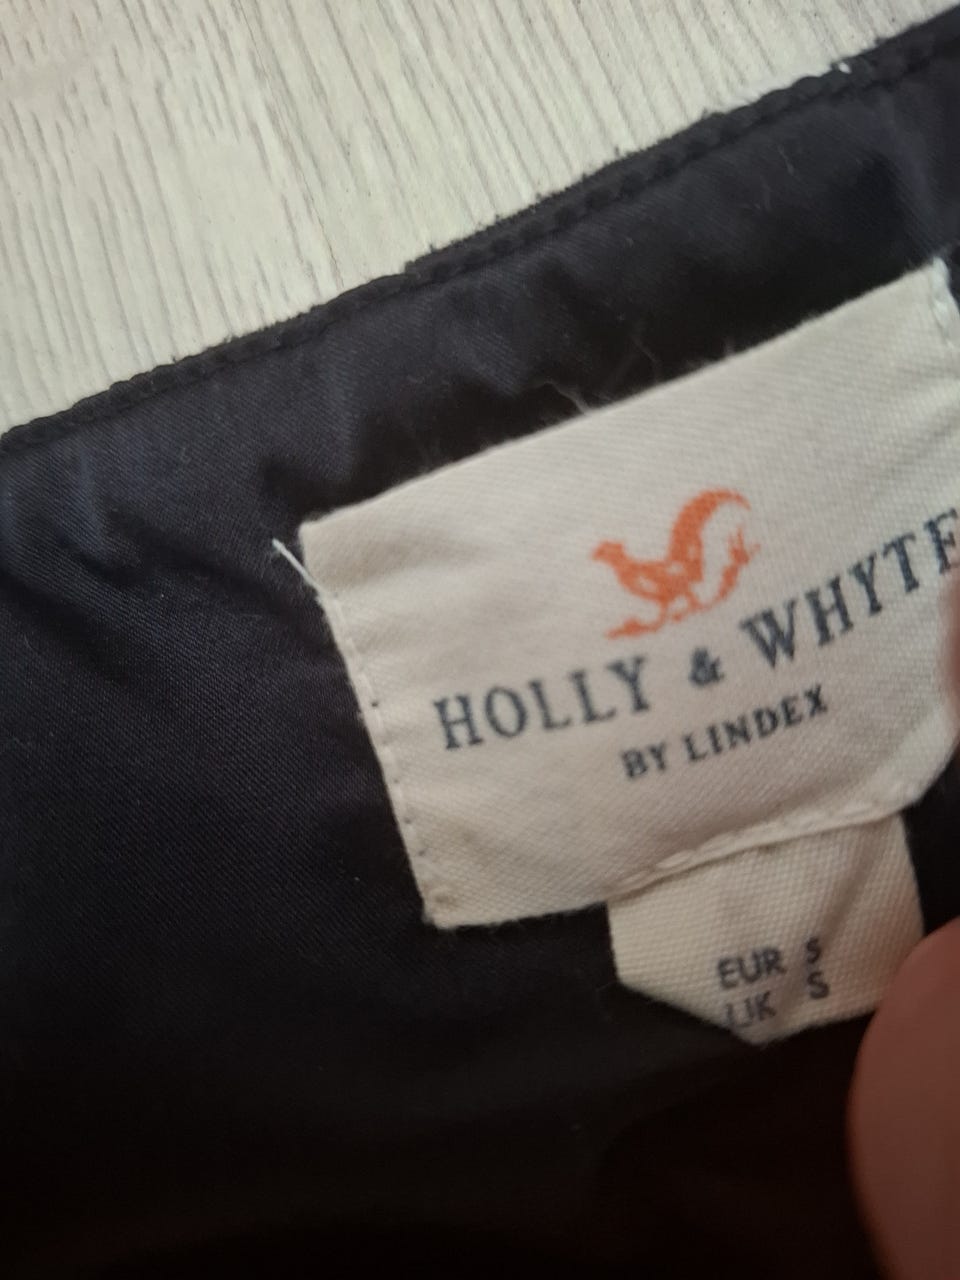 HOLLY & WHYTE
BY LINDEX
EUR S
UK S